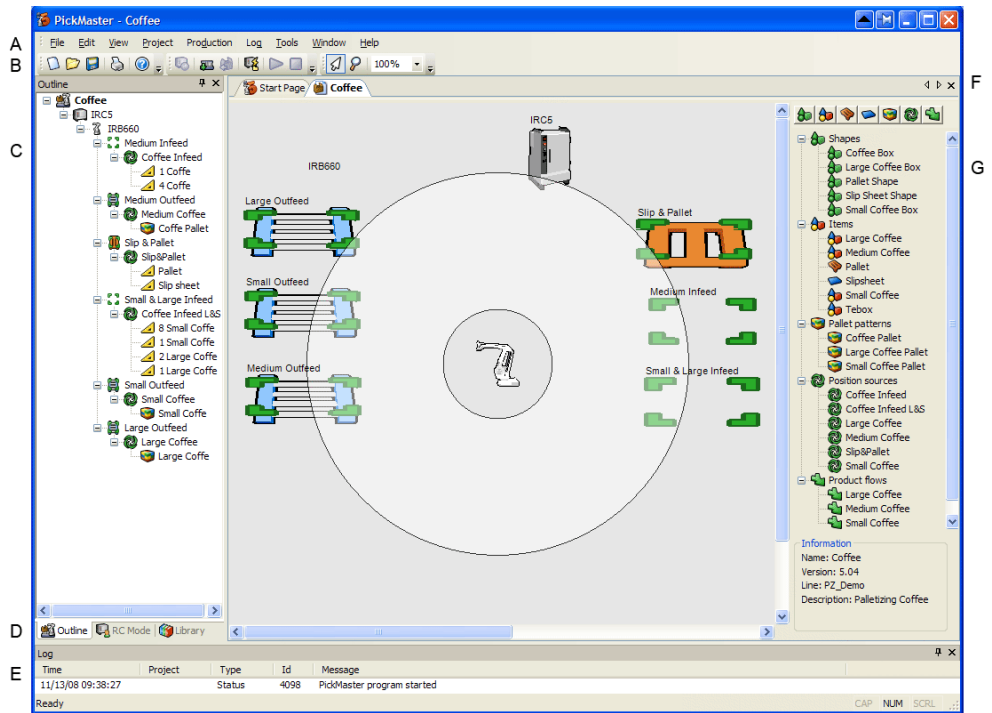 PickMaster - Coffee
A
File Edit View Project Production Log Tools Window Help
B
100%
Outline
Start Page
Coffee
F
Coffee
IRC5
IRB660
Medium Infeed
Coffee Infeed
1 Coffe
4 Coffe
Medium Outfeed
Medium Coffee
Coffe Pallet
Slip & Pallet
Slip&Pallet
Pallet
Slip sheet
Small & Large Infeed
Coffee Infeed L&S
8 Small Coffe
1 Small Coffe
2 Large Coffe
1 Large Coffe
Small Outfeed
Small Coffee
Small Coffe
Large Outfeed
Large Coffee
Large Coffe
C
IRC5
IRB660
Large Outfeed
Slip & Pallet
Small Outfeed
Medium Infeed
Medium Outfeed
Small & Large Infeed
G
Shapes
Coffee Box
Large Coffee Box
Pallet Shape
Slip Sheet Shape
Small Coffee Box
Items
Large Coffee
Medium Coffee
Pallet
Slipsheet
Small Coffee
Tebox
Pallet patterns
Coffee Pallet
Large Coffee Pallet
Small Coffee Pallet
Position sources
Coffee Infeed
Coffee Infeed L&S
Large Coffee
Medium Coffee
Slip&Pallet
Small Coffee
Product flows
Large Coffee
Medium Coffee
Small Coffee
Information
Name: Coffee
Version: 5.04
Line: PZ_Demo
Description: Palletizing Coffee
D
Outline RC Mode Library
Log
E
Time Project Type Id Message
11/13/08 09:38:27 Status 4098 PickMaster program started
Ready CAP NUM SCRL